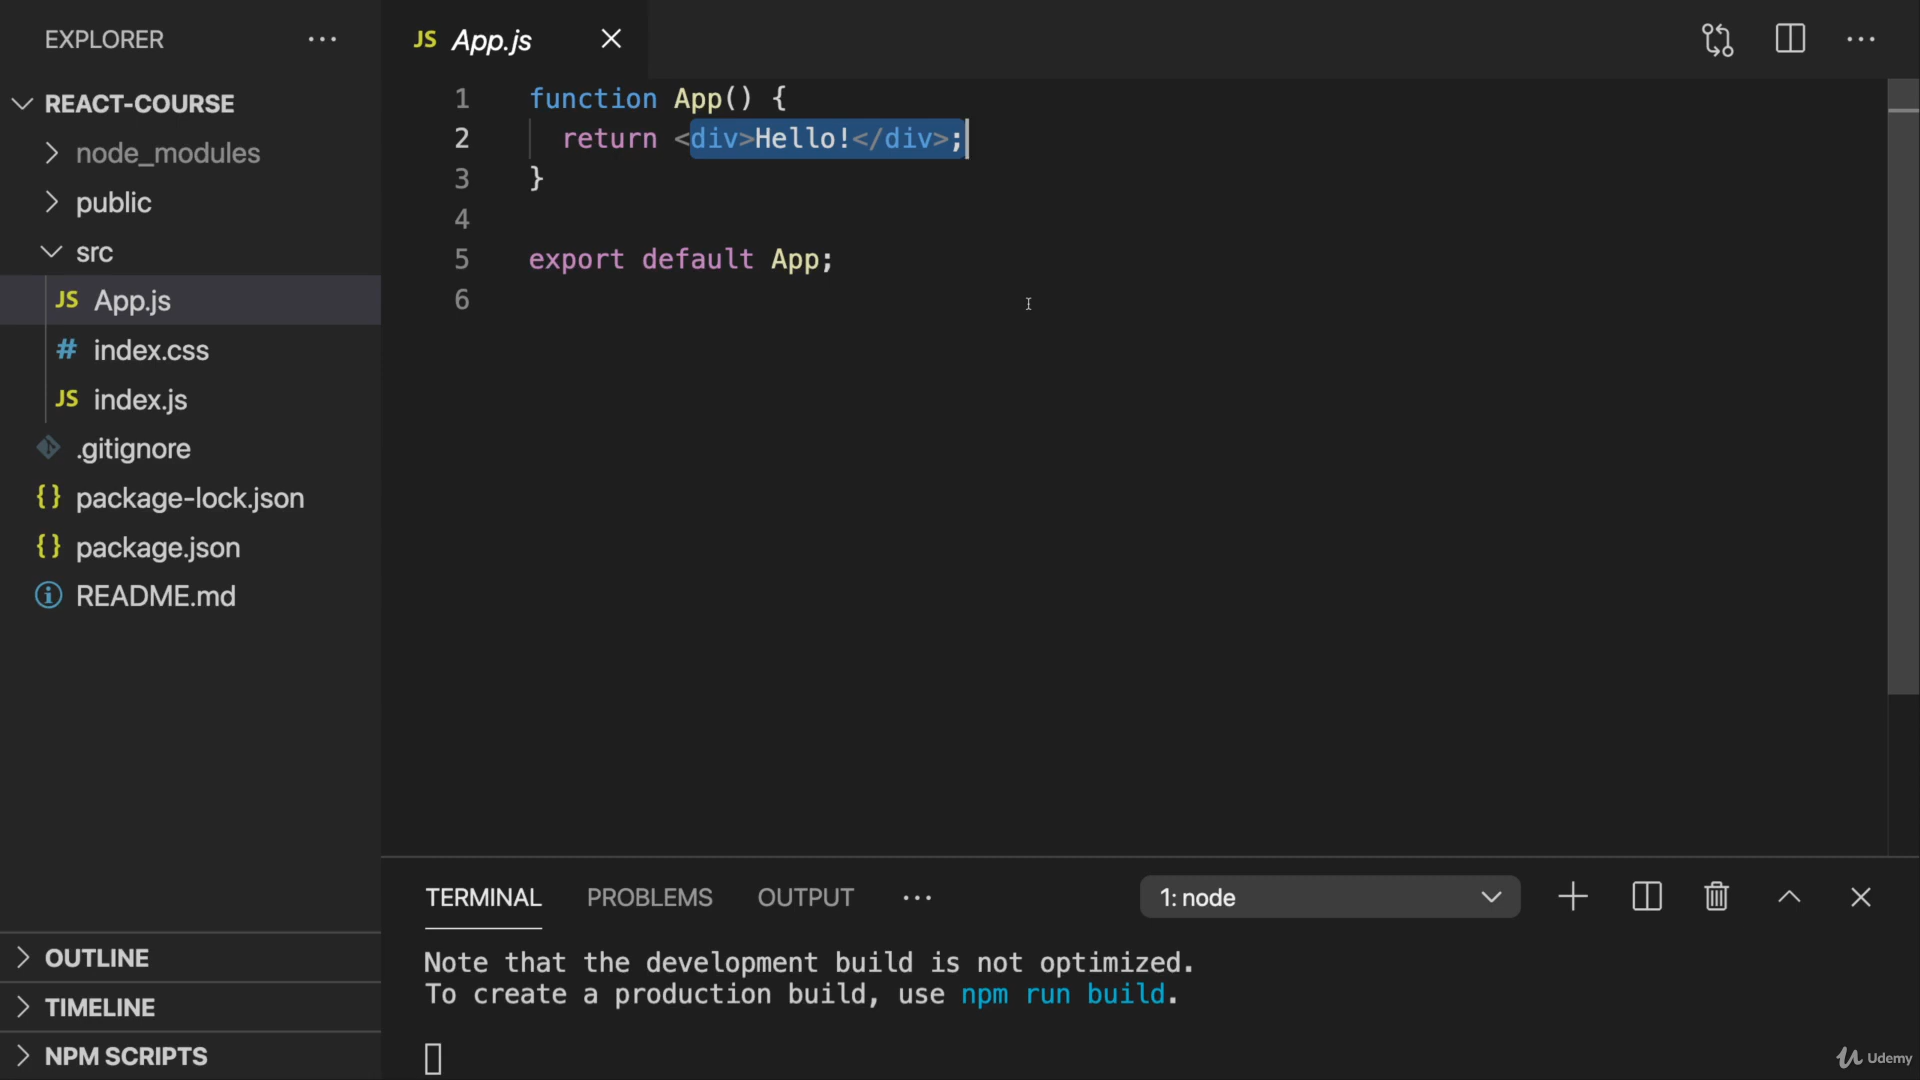 EXPLORER
REACT-COURSE
node_modules
public
src
JS App.js
# index.css
JS index.js
.gitignore
{} package-lock.json
{} package.json
README.md
OUTLINE
TIMELINE
NPM SCRIPTS
JS App.js
1 function App() {
2 return <div>Hello!</div>;
3 }
4
5 export default App;
6
TERMINAL PROBLEMS OUTPUT 1: node
Note that the development build is not optimized.
To create a production build, use npm run build.
Udemy